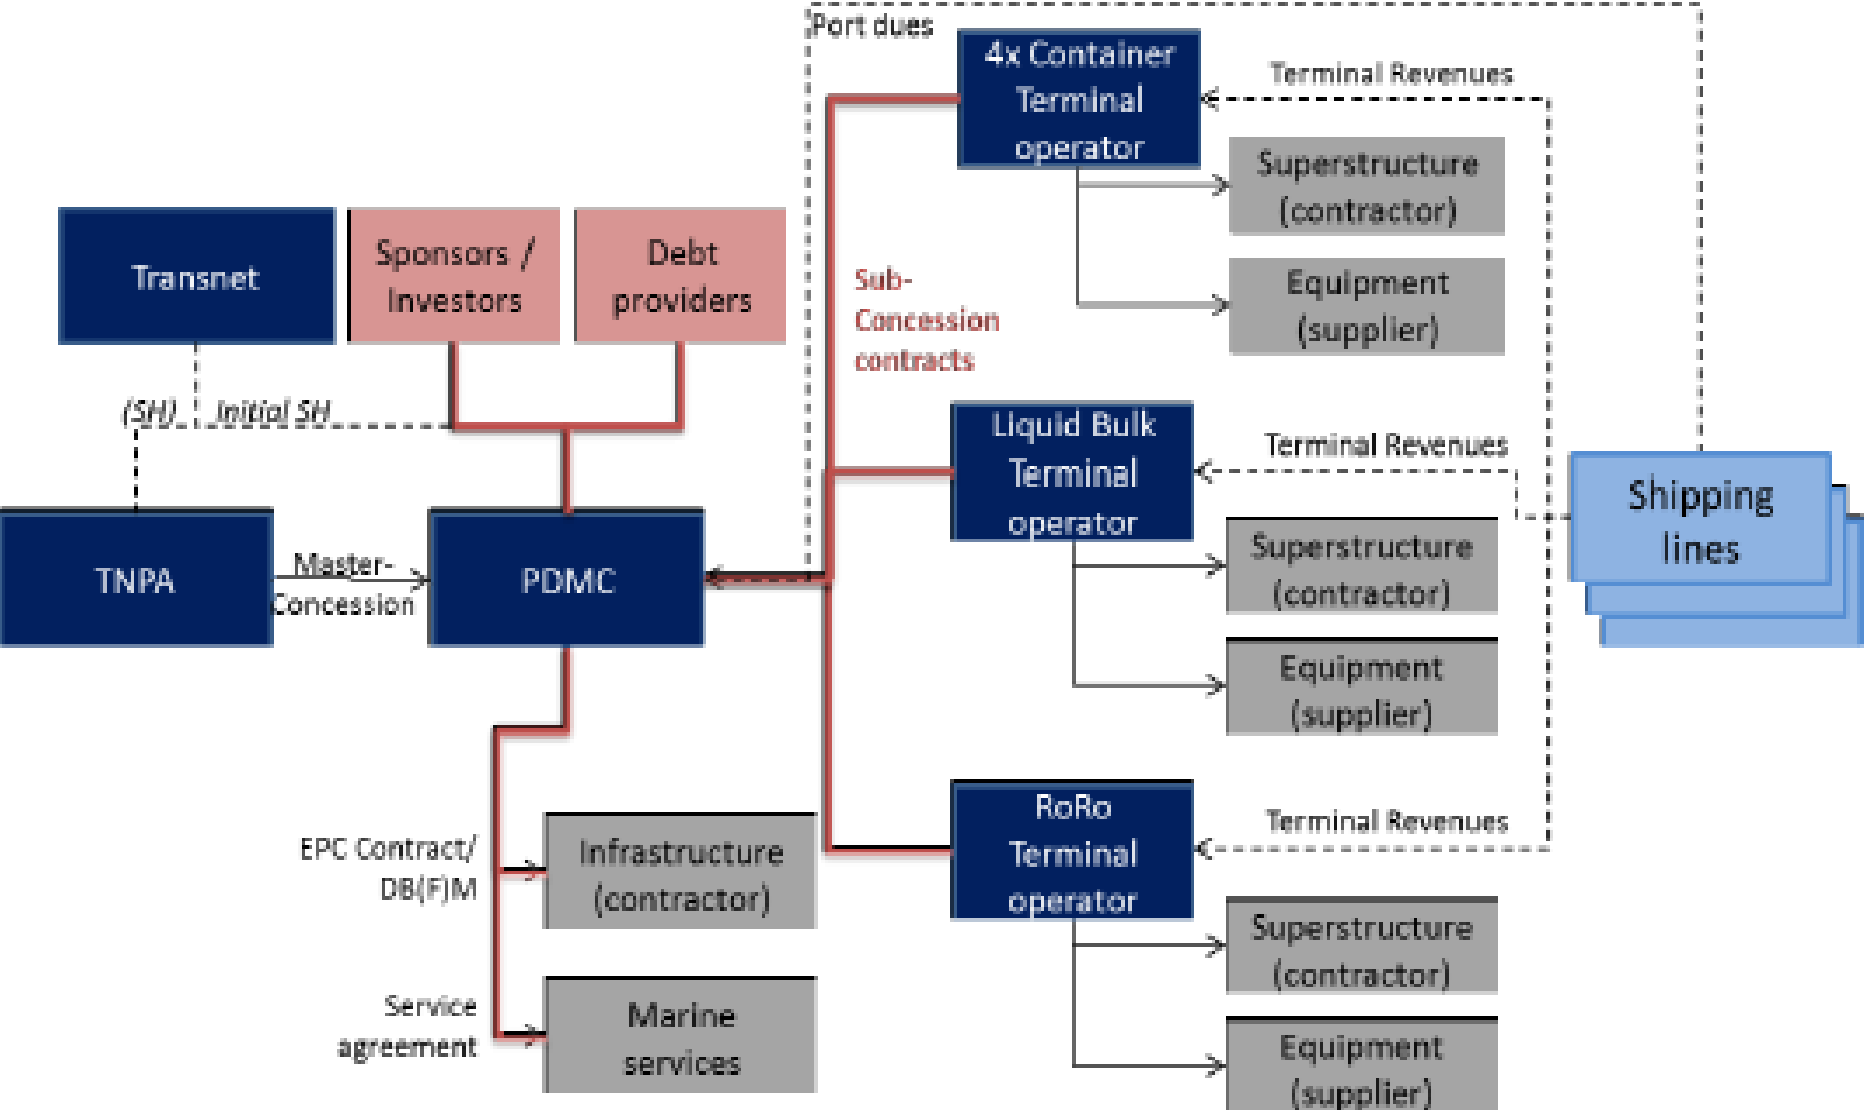 Port dues
4x Container
Terminal
operator
Terminal Revenues
Superstructure
(contractor)
Equipment
(supplier)
Transnet
Sponsors /
Investors
Debt
providers
Sub-
Concession
contracts
(SH)
Initial SH
Liquid Bulk
Terminal
operator
Terminal Revenues
Superstructure
(contractor)
Equipment
(supplier)
Shipping
lines
TNPA
Master-
Concession
PDMC
RoRo
Terminal
operator
Terminal Revenues
Superstructure
(contractor)
Equipment
(supplier)
EPC Contract/
DB(F)M
Infrastructure
(contractor)
Service
agreement
Marine
services